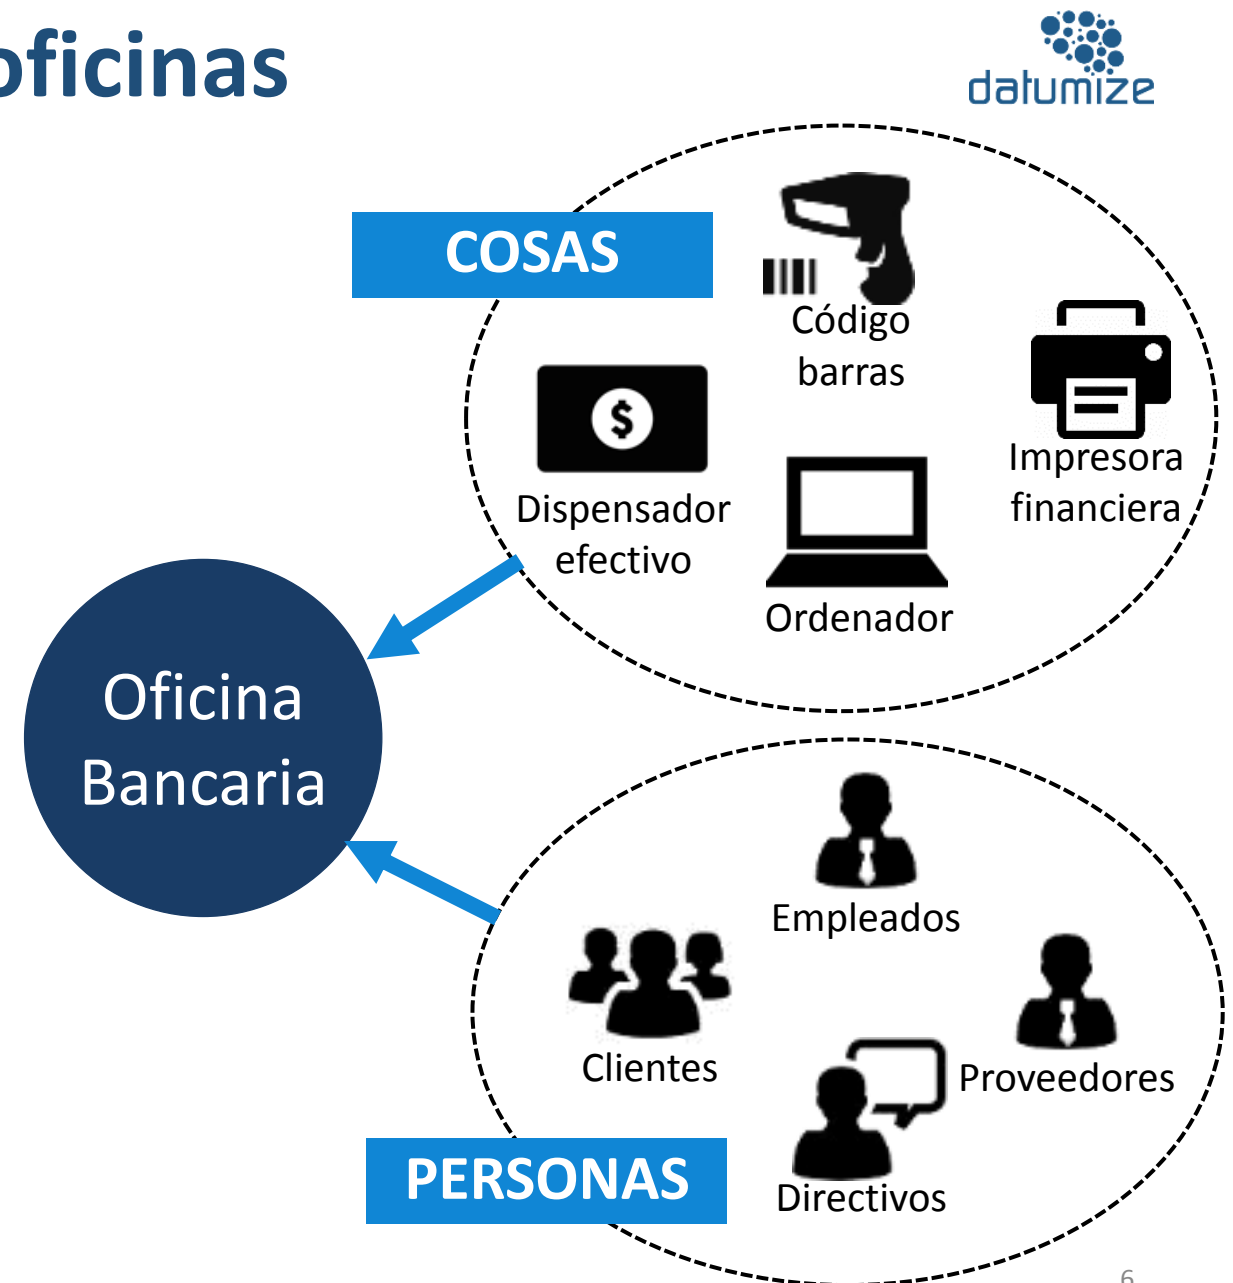 oficinas
datumize
COSAS
Código
barras
Impresora
financiera
$
Dispensador
efectivo
Ordenador
Oficina
Bancaria
Empleados
Clientes
Proveedores
Directivos
PERSONAS
6